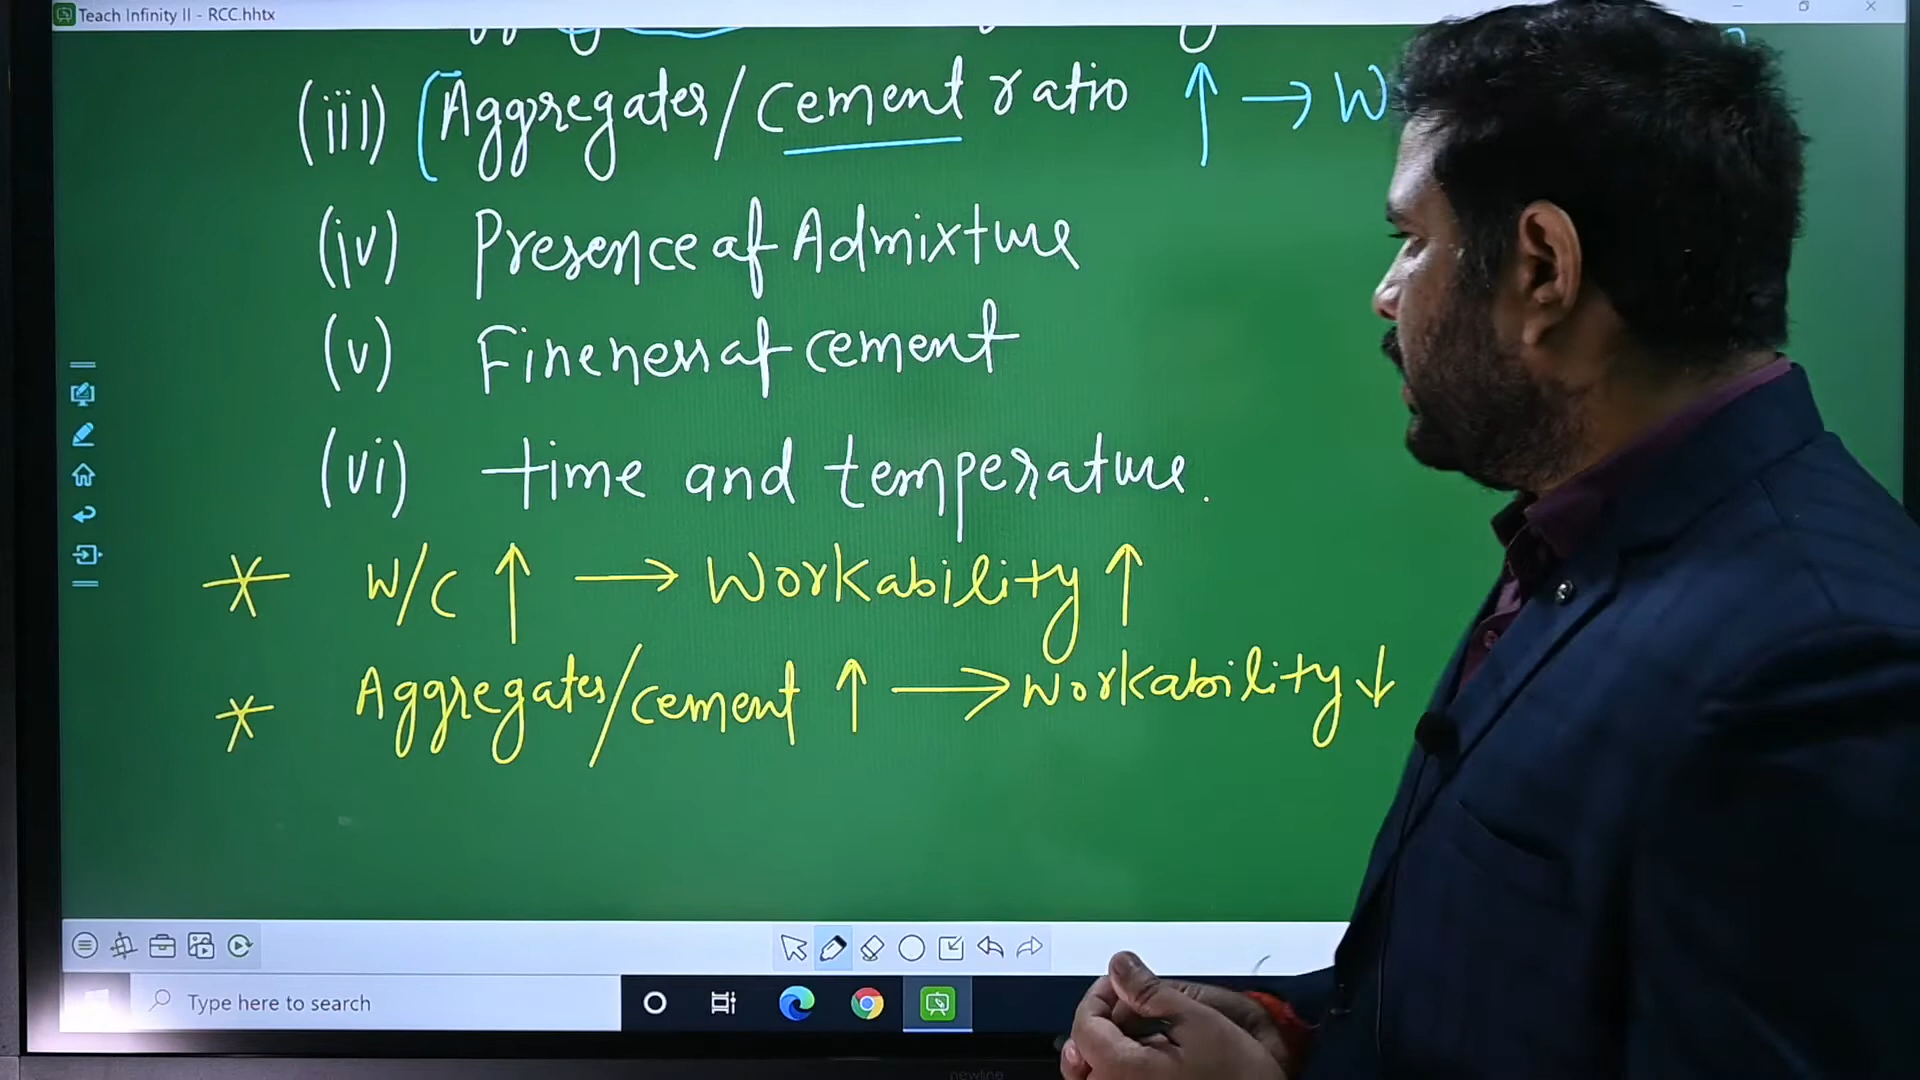 Teach Infinity II - RCC.hhtx
(iii) (Aggregates/cement ratio ↑ → W
(iv) Presence of Admixture
(v) Fineness of cement
(vi) time and temperature.
* W/C ↑ → Workability ↑
* Aggregates/cement ↑ → Workability ↓
Type here to search
newline